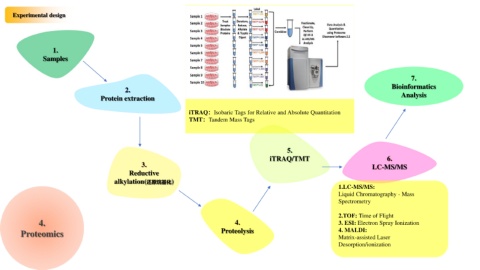 Experimental design
1.
Samples
2.
Protein extraction
3.
Reductive
alkylation(还原烷基化)
4.
Proteolysis
5.
iTRAQ/TMT
6.
LC-MS/MS
7.
Bioinformatics
Analysis
4.
Proteomics
Sample 1
Sample 2
Sample 3
Sample 4
Sample 5
Sample 6
Sample 7
Sample 8
Sample 9
Sample 10
Combine
iTRAQ: Isobaric Tags for Relative and Absolute Quantitation
TMT: Tandem Mass Tags
1.LC-MS/MS:
Liquid Chromatography - Mass
Spectrometry
2.TOF: Time of Flight
3. ESI: Electron Spray Ionization
4. MALDI:
Matrix-assisted Laser
Desorption/ionization